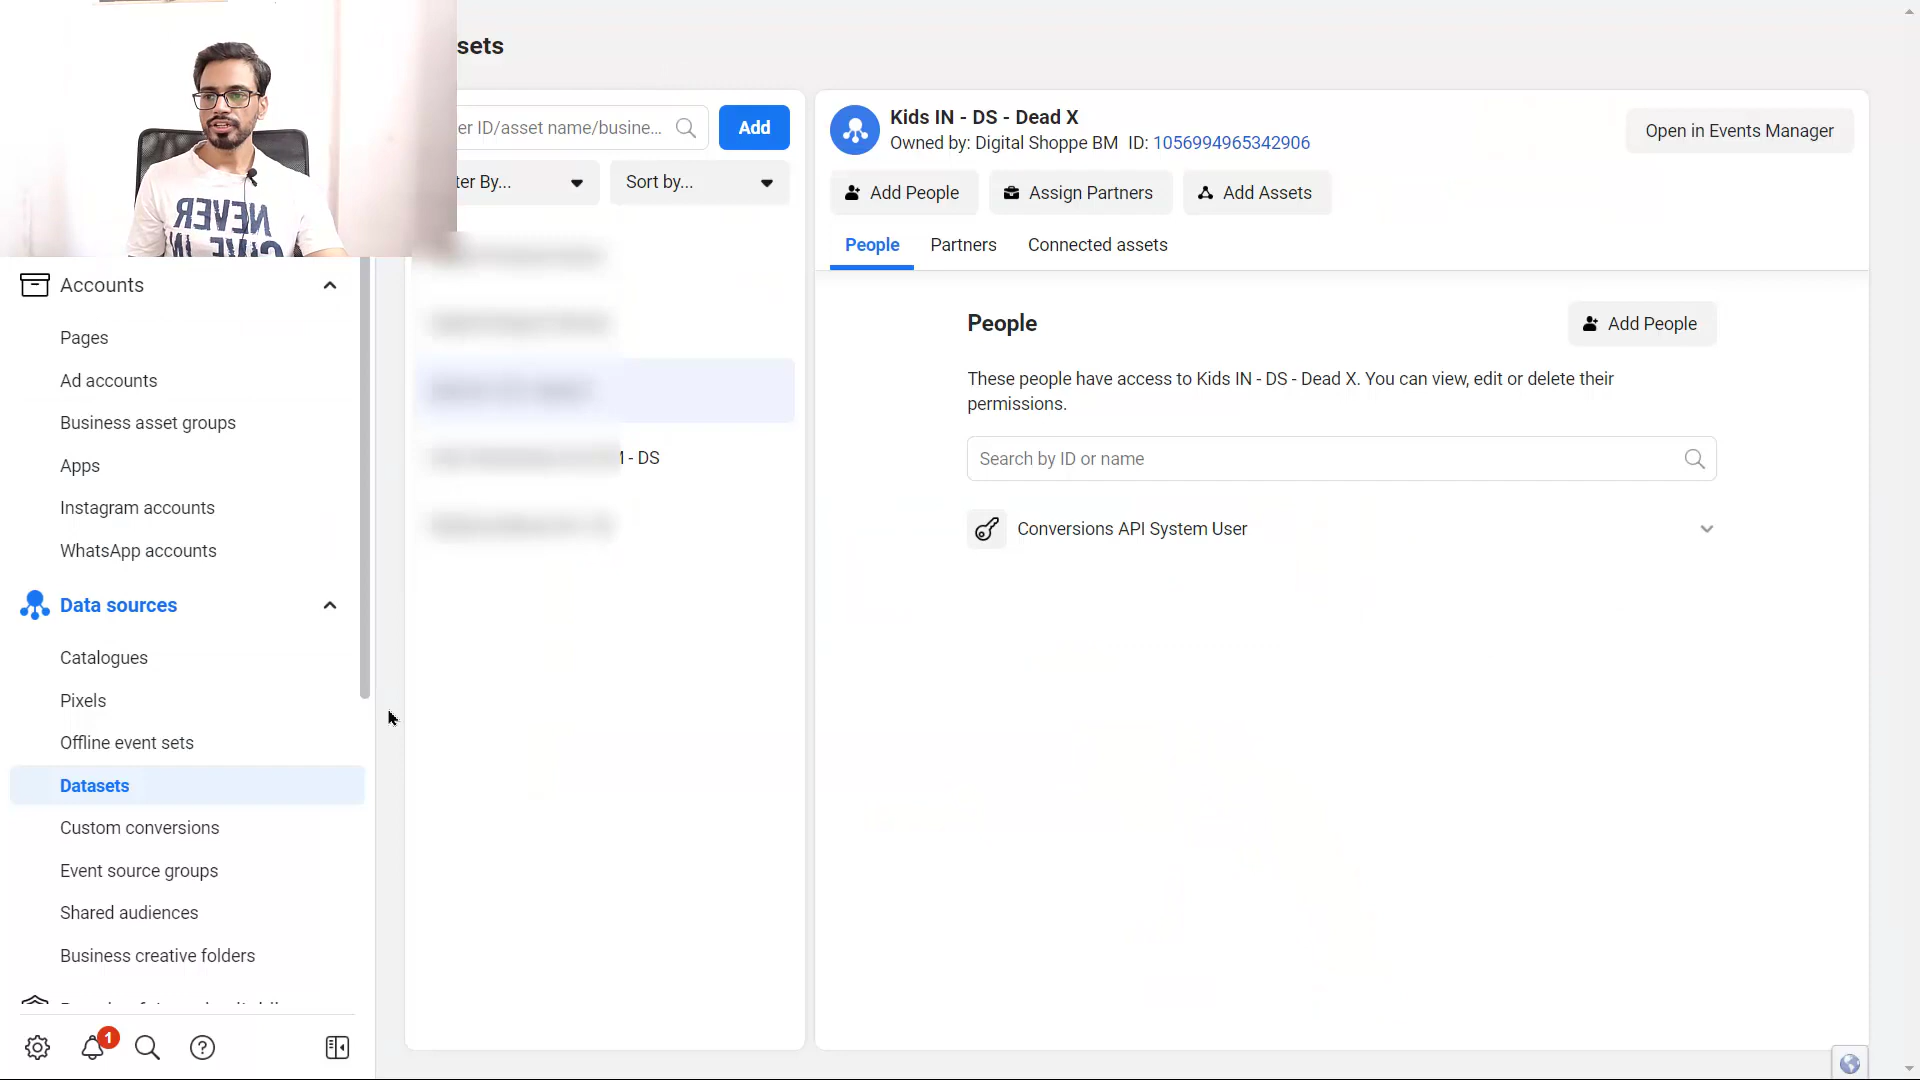 sets
er ID/asset name/busine...
Add
ter By...
Sort by...
- DS
NEVER
GIVE IN
Accounts
Pages
Ad accounts
Business asset groups
Apps
Instagram accounts
WhatsApp accounts
Data sources
Catalogues
Pixels
Offline event sets
Datasets
Custom conversions
Event source groups
Shared audiences
Business creative folders
1
Kids IN - DS - Dead X
Owned by: Digital Shoppe BM ID: 1056994965342906
Open in Events Manager
Add People
Assign Partners
Add Assets
People
Partners
Connected assets
People
Add People
These people have access to Kids IN - DS - Dead X. You can view, edit or delete their
permissions.
Search by ID or name
Conversions API System User